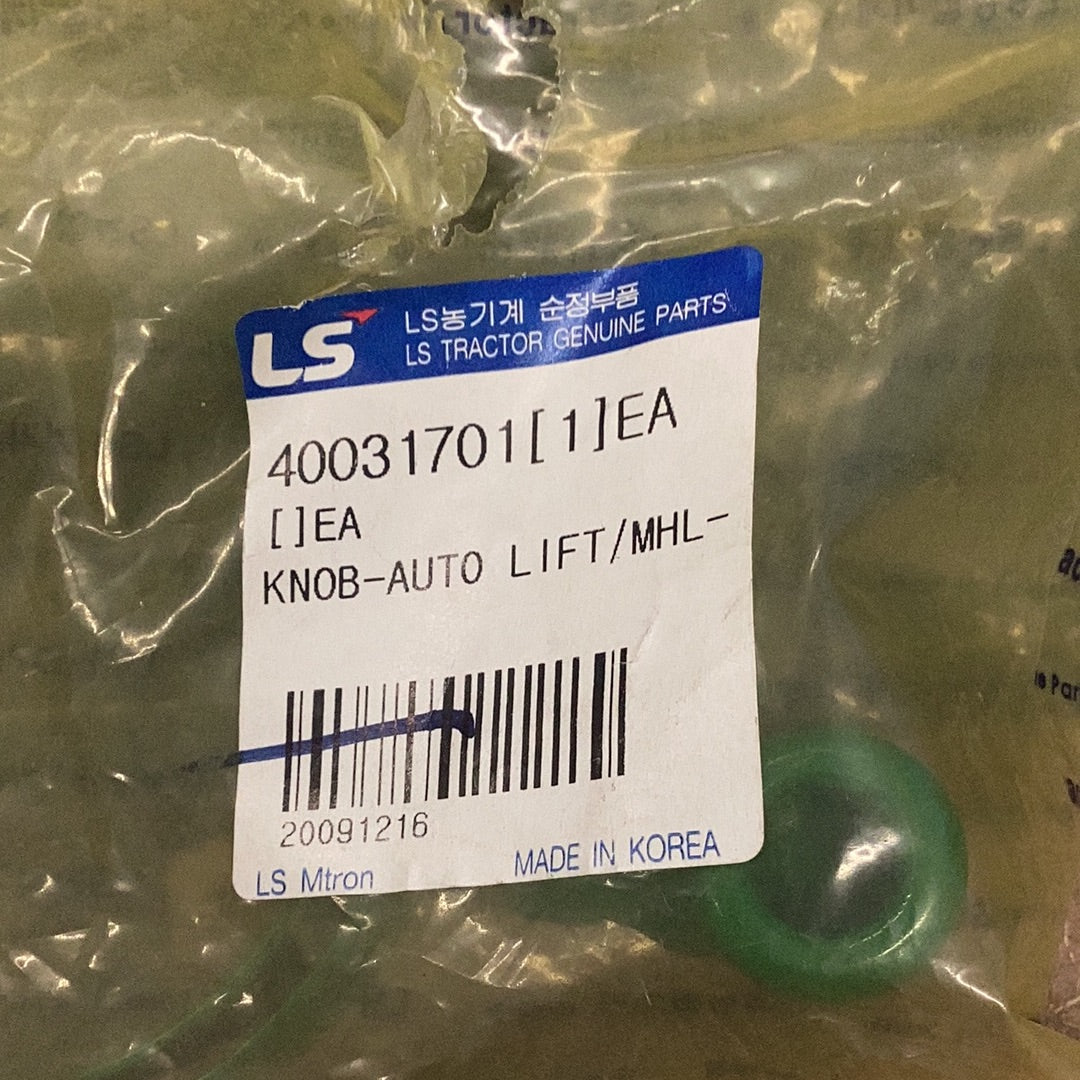 LS
LS농기계 순정부품
LS TRACTOR GENUINE PARTS
40031701[1]EA
[]EA
KNOB-AUTO LIFT/MHL-
20091216
LS Mtron
MADE IN KOREA